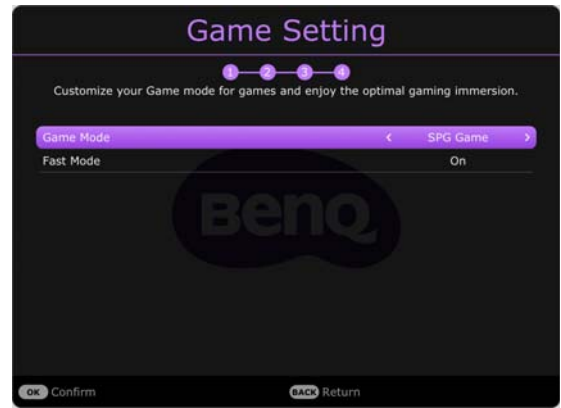 Game Setting
1 2 3 4
Customize your Game mode for games and enjoy the optimal gaming immersion.
Game Mode < SPG Game >
Fast Mode On
BenQ
OK Confirm BACK Return